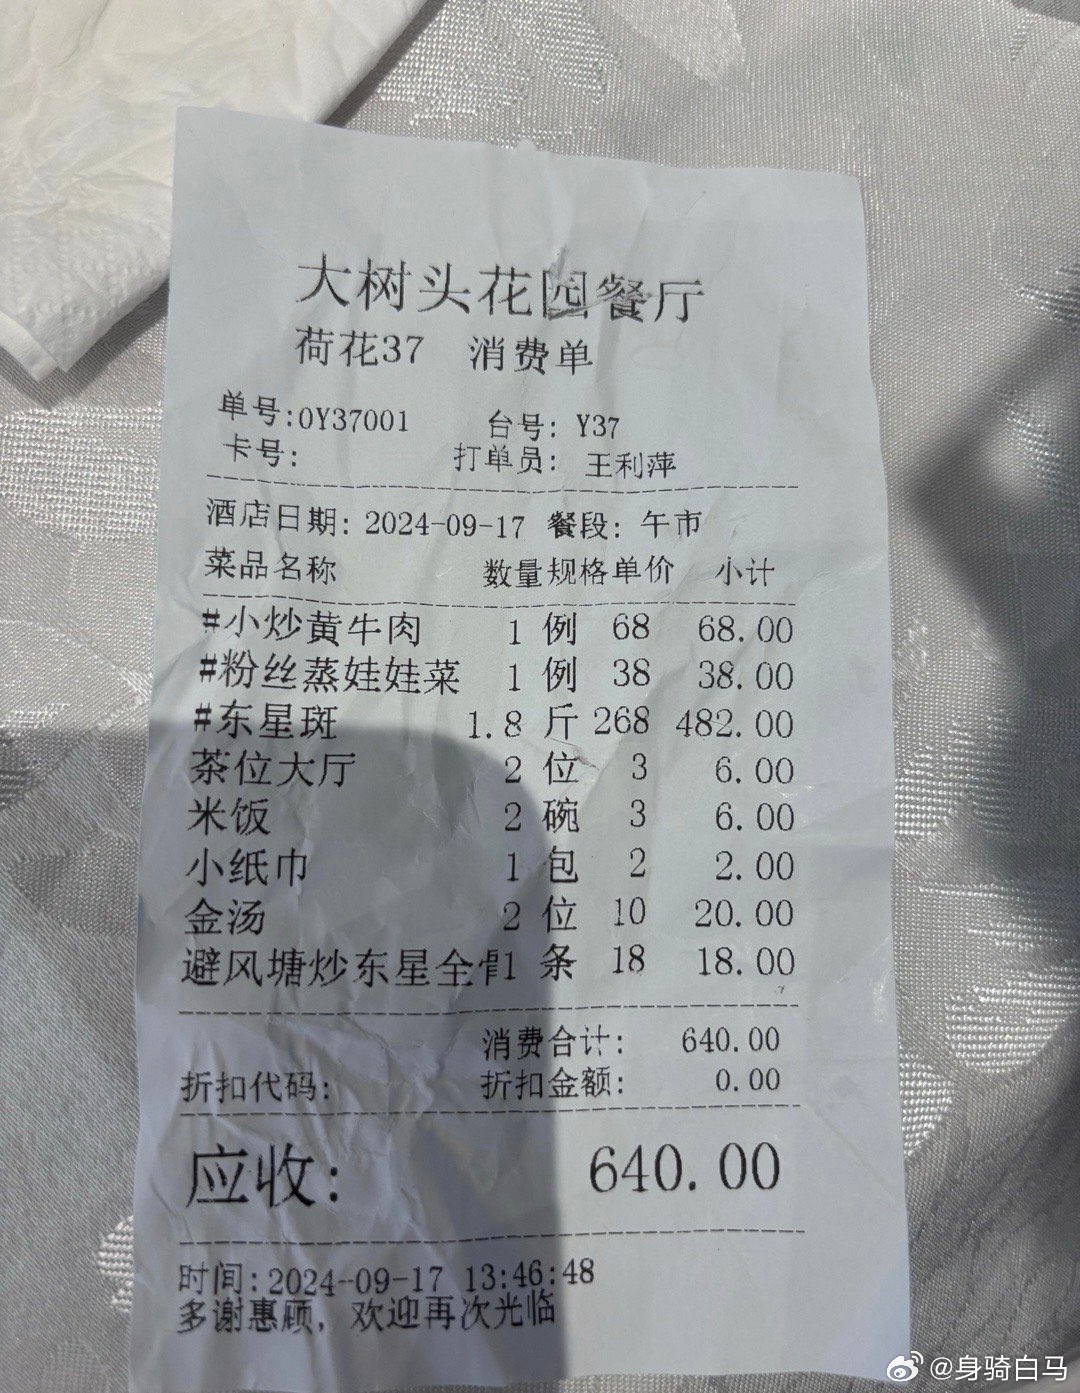 大树头花园餐厅
荷花37 消费单
单号:0Y37001 台号: Y37
卡号: 打单员: 王利萍
酒店日期: 2024-09-17 餐段: 午市
菜品名称 数量规格单价 小计
#小炒黄牛肉 1 例 68 68.00
#粉丝蒸娃娃菜 1 例 38 38.00
#东星斑 1.8 斤 268 482.00
茶位大厅 2 位 3 6.00
米饭 2 碗 3 6.00
小纸巾 1 包 2 2.00
金汤 2 位 10 20.00
避风塘炒东星全骨1 条 18 18.00
消费合计: 640.00
折扣代码: 折扣金额: 0.00
应收: 640.00
时间:2024-09-17 13:46:48
多谢惠顾, 欢迎再次光临
@身骑白马